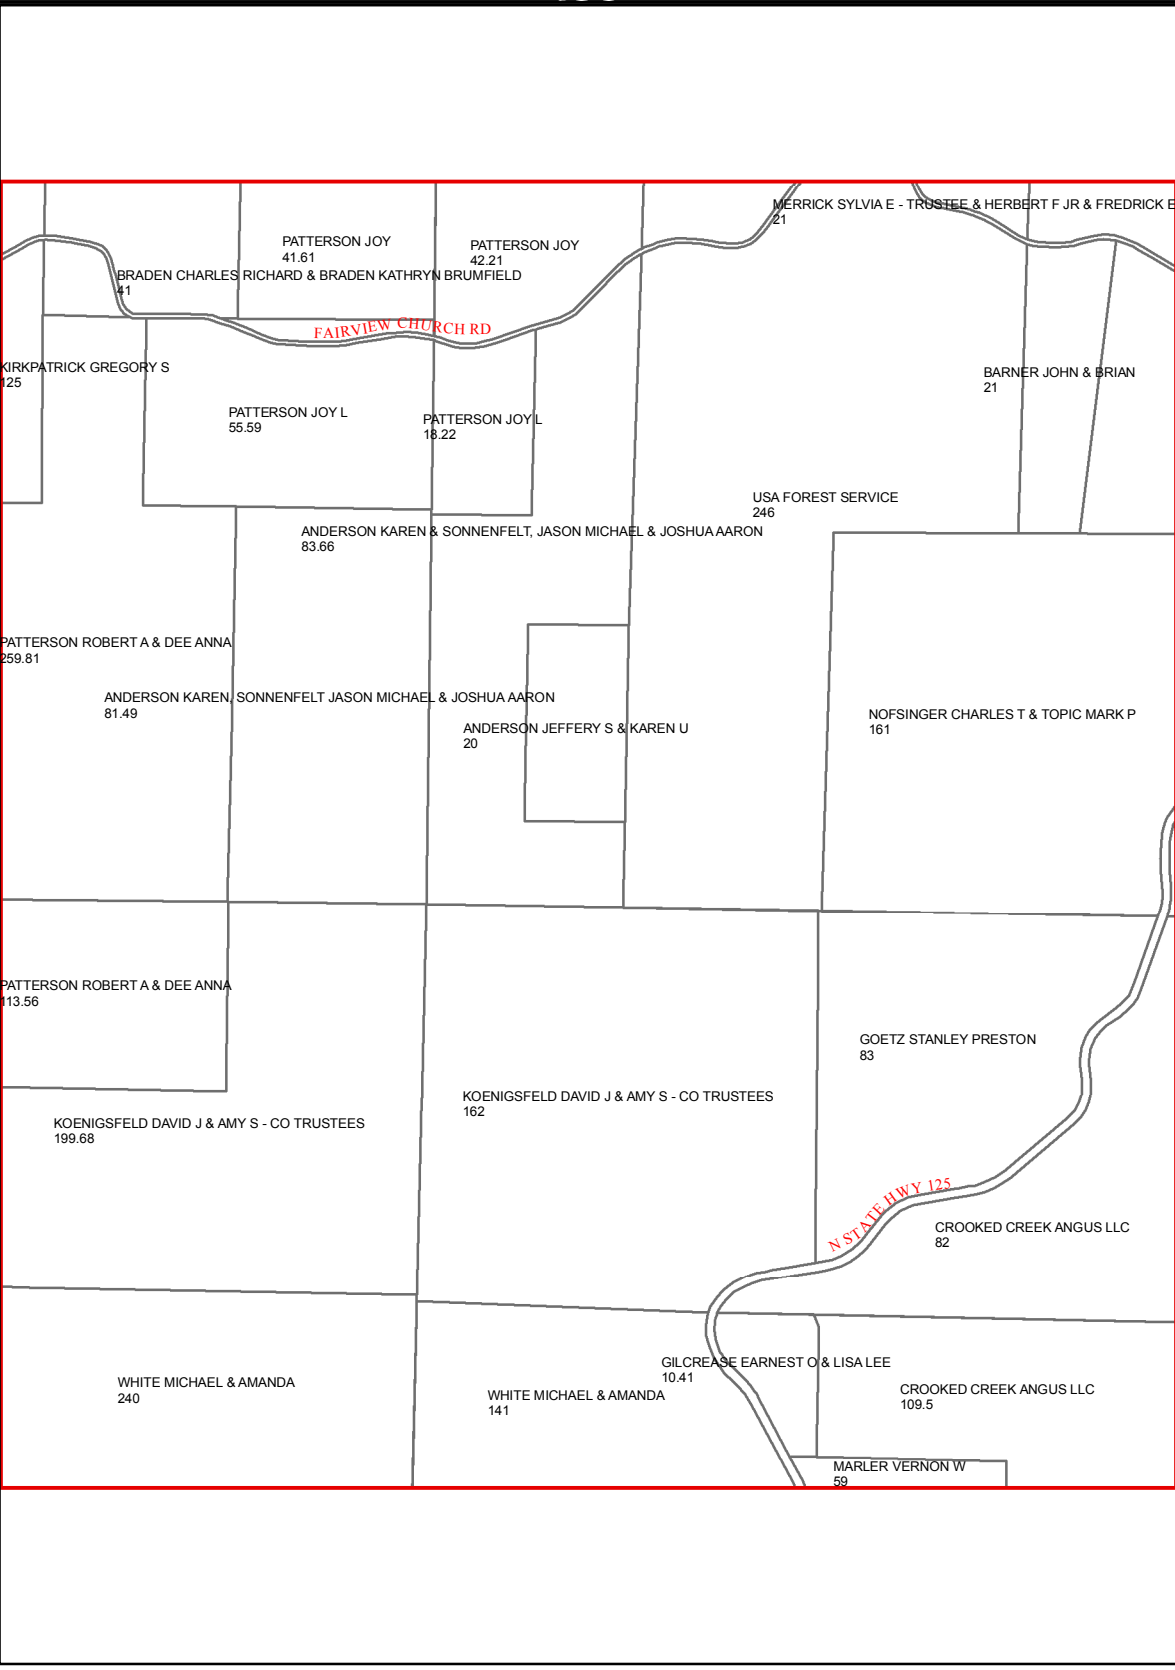 MERRICK SYLVIA E - TRUSTEE & HERBERT F JR & FREDRICK E
21
PATTERSON JOY
41.61
PATTERSON JOY
42.21
BRADEN CHARLES RICHARD & BRADEN KATHRYN BRUMFIELD
41
FAIRVIEW CHURCH RD
KIRKPATRICK GREGORY S
125
BARNER JOHN & BRIAN
21
PATTERSON JOY L
55.59
PATTERSON JOY L
18.22
USA FOREST SERVICE
246
ANDERSON KAREN & SONNENFELT, JASON MICHAEL & JOSHUA AARON
83.66
PATTERSON ROBERT A & DEE ANNA
259.81
ANDERSON KAREN, SONNENFELT JASON MICHAEL & JOSHUA AARON
81.49
ANDERSON JEFFERY S & KAREN U
20
NOFSINGER CHARLES T & TOPIC MARK P
161
PATTERSON ROBERT A & DEE ANNA
113.56
GOETZ STANLEY PRESTON
83
KOENIGSFELD DAVID J & AMY S - CO TRUSTEES
162
KOENIGSFELD DAVID J & AMY S - CO TRUSTEES
199.68
N STATE HWY 125
CROOKED CREEK ANGUS LLC
82
GILCREASE EARNEST O & LISA LEE
10.41
WHITE MICHAEL & AMANDA
240
WHITE MICHAEL & AMANDA
141
CROOKED CREEK ANGUS LLC
109.5
MARLER VERNON W
59